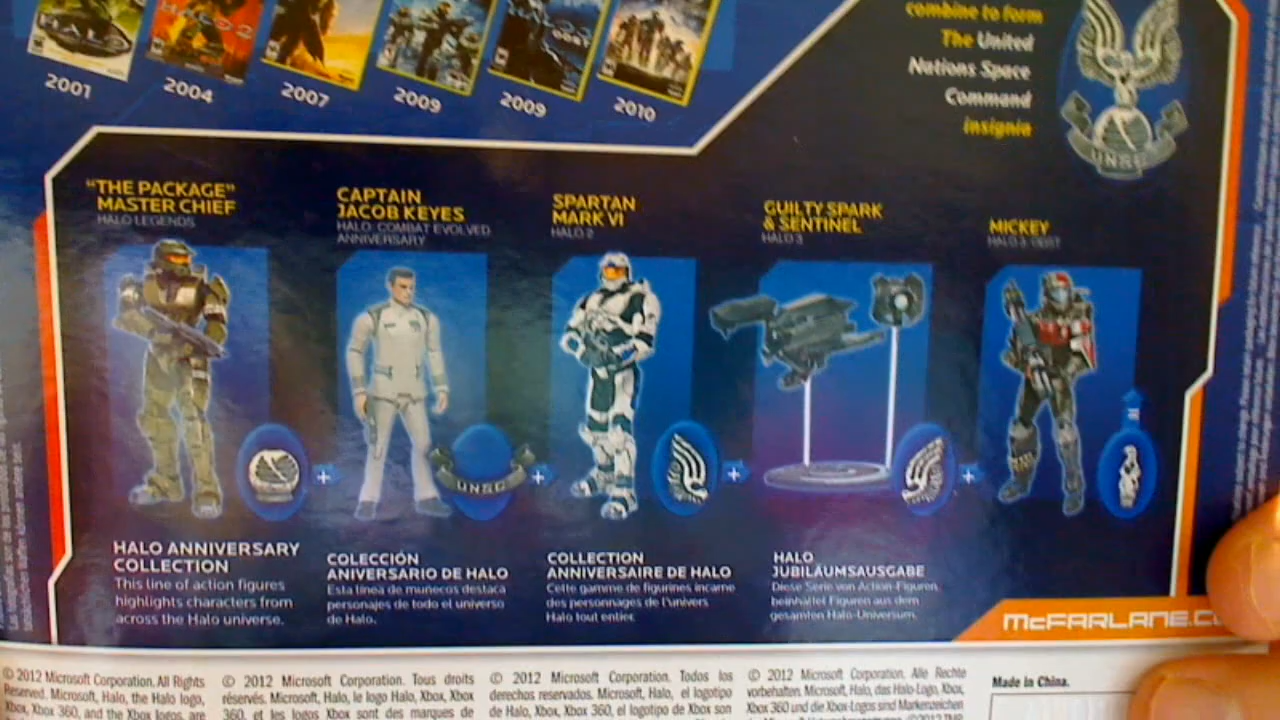 2001
2004
2007
2009
2009
2010
combine to form
The United
Nations Space
Command
insignia
UNSC
"THE PACKAGE"
MASTER CHIEF
HALO LEGENDS
CAPTAIN
JACOB KEYES
HALO: COMBAT EVOLVED
ANNIVERSARY
SPARTAN
MARK VI
HALO 2
GUILTY SPARK
& SENTINEL
HALO 3
MICKEY
HALO 3: ODST
+
UNSC
+
+
+
HALO ANNIVERSARY
COLLECTION
This line of action figures
highlights characters from
across the Halo universe.
COLECCIÓN
ANIVERSARIO DE HALO
Esta línea de muñecos destaca
personajes de todo el universo
de Halo.
COLLECTION
ANNIVERSAIRE DE HALO
Cette gamme de figurines incarne
des personnages de l'univers
Halo tout entier.
HALO
JUBILÄUMSAUSGABE
Diese Serie von Action-Figuren
beinhaltet Figuren aus dem
gesamten Halo-Universum.
McFARLANE.C
© 2012 Microsoft Corporation. All Rights
Reserved. Microsoft, Halo, the Halo logo,
Xbox, Xbox 360, and the Xbox logos, are
© 2012 Microsoft Corporation. Tous droits
réservés. Microsoft, Halo, le logo Halo, Xbox, Xbox
360, et les logos Xbox sont des marques de
© 2012 Microsoft Corporation. Todos los
derechos reservados. Microsoft, Halo, el logotipo
de Halo, Xbox, Xbox 360, el logotipo de Xbox son
© 2012 Microsoft Corporation. Alle Rechte
vorbehalten. Microsoft, Halo, das Halo-Logo, Xbox,
Xbox 360 und die Xbox-Logos sind Markenzeichen
Made in China.